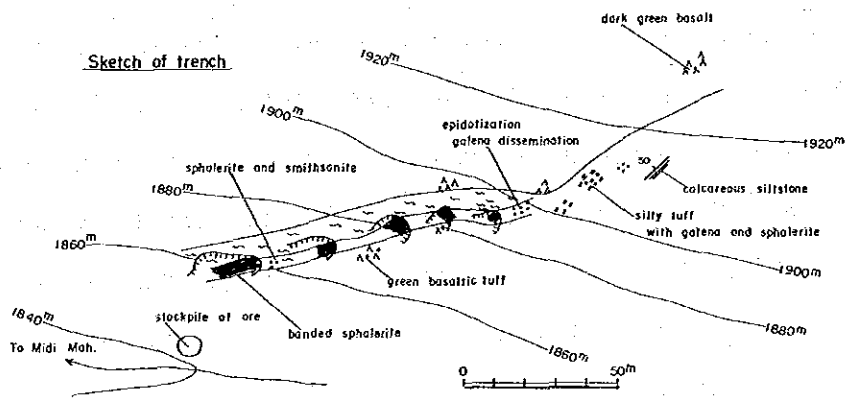 dark green basalt
Sketch of trench
1920m
1900m
epidotization
galena dissemination
1920m
sphalerite and smithsonite
50
1880m
calcareous siltstone
silty tuff
with galena and sphalerite
1860m
1900m
green basaltic tuff
stockpile of ore
banded sphalerite
1840m
1880m
To Midi Mah.
1860m
0 50m